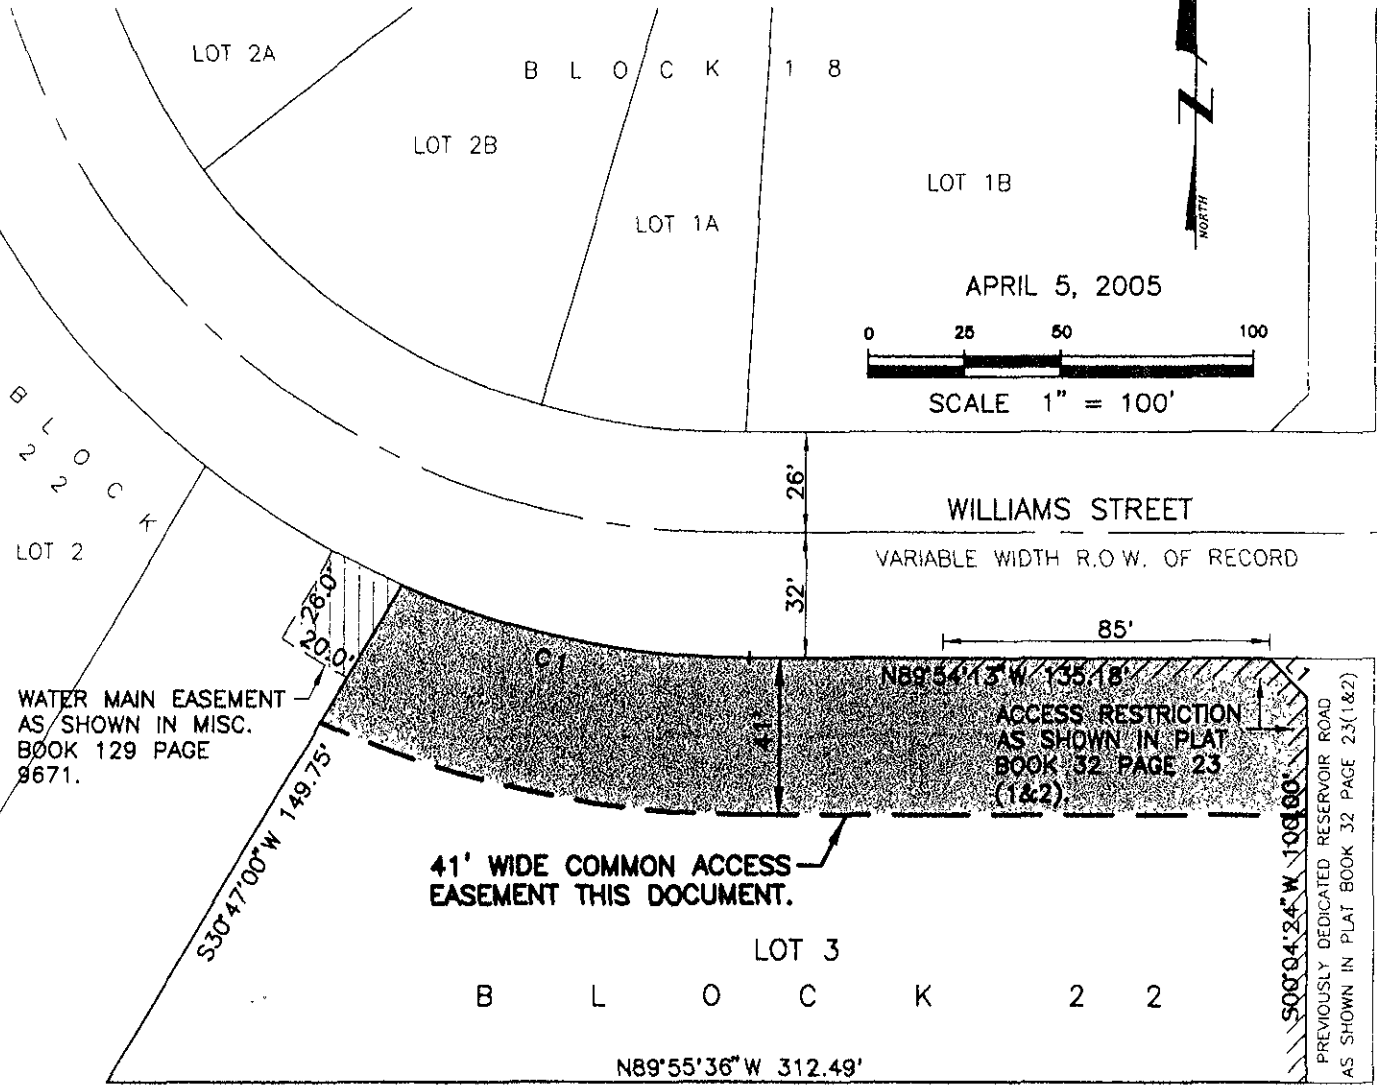 LOT 2A
B L O C K 1 8
LOT 2B
LOT 1B
LOT 1A
NORTH
APRIL 5, 2005
0 25 50 100
SCALE 1" = 100'
BLOCK
22
LOT 2
26'
WILLIAMS STREET
VARIABLE WIDTH R.O.W. OF RECORD
32'
85'
26.0'
20.0'
C1
N89°54'13"W 135.18'
WATER MAIN EASEMENT
AS SHOWN IN MISC.
BOOK 129 PAGE
9671.
41'
ACCESS RESTRICTION
AS SHOWN IN PLAT
BOOK 32 PAGE 23
(1&2).
S30°47'00"W 149.75'
41' WIDE COMMON ACCESS
EASEMENT THIS DOCUMENT.
S00°04'24"W 100.00'
PREVIOUSLY DEDICATED RESERVOIR ROAD
AS SHOWN IN PLAT BOOK 32 PAGE 23(1&2)
LOT 3
B L O C K 2 2
N89°55'36"W 312.49'